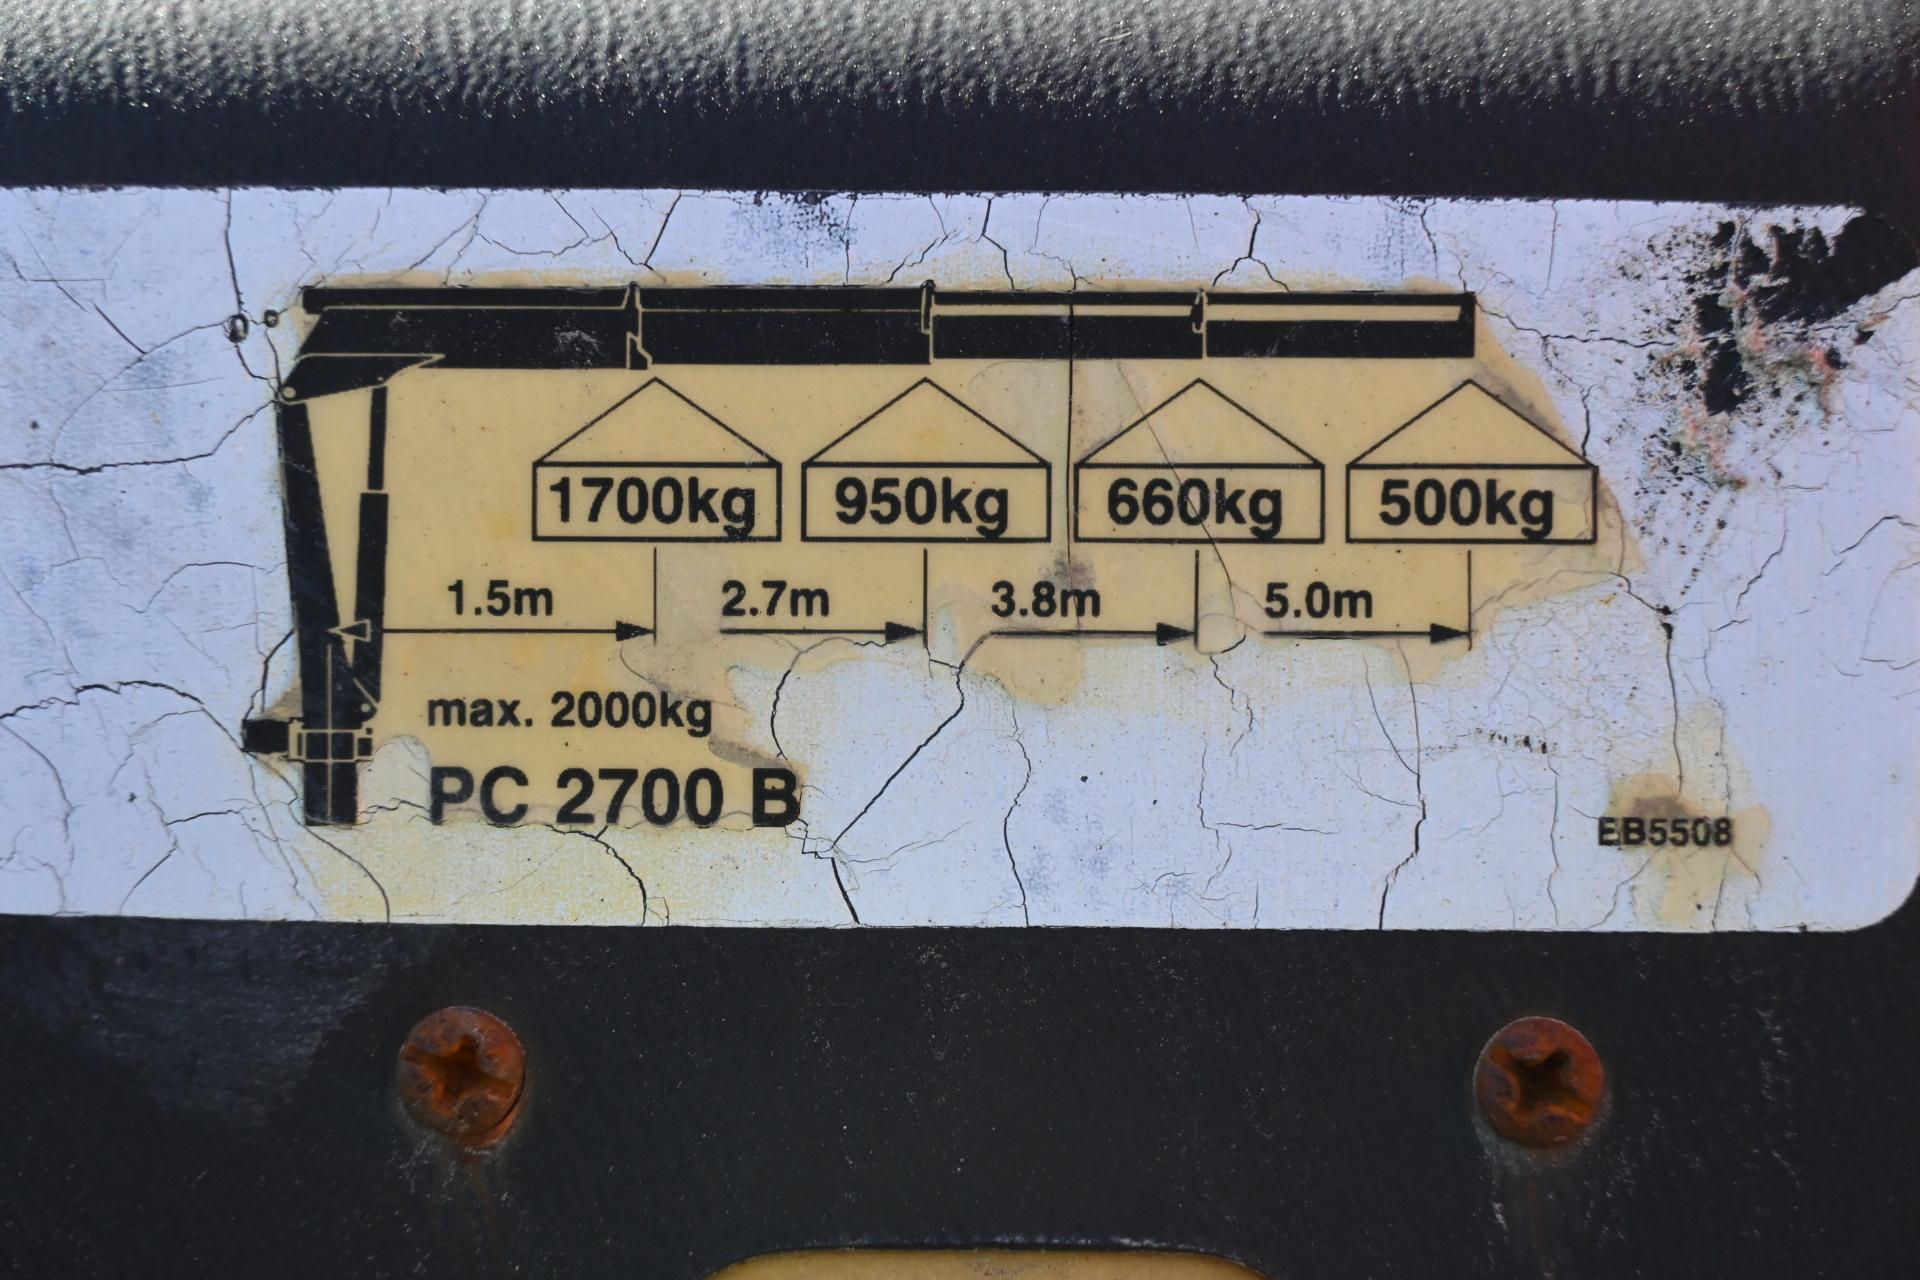 1700kg 950kg 660kg 500kg
1.5m 2.7m 3.8m 5.0m
max. 2000kg
PC 2700 B
EB5508